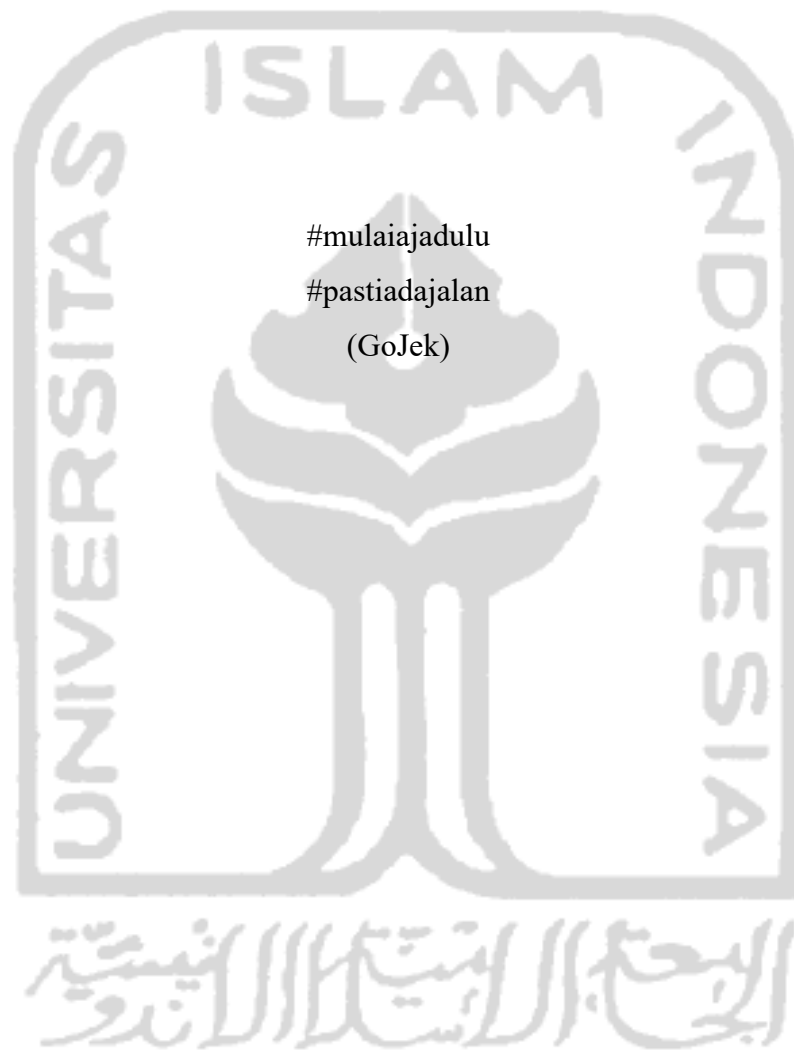 ISLAM
UNIVERSITAS
INDONESIA
#mulaiajadulu
#pastiadajalan
(GoJek)